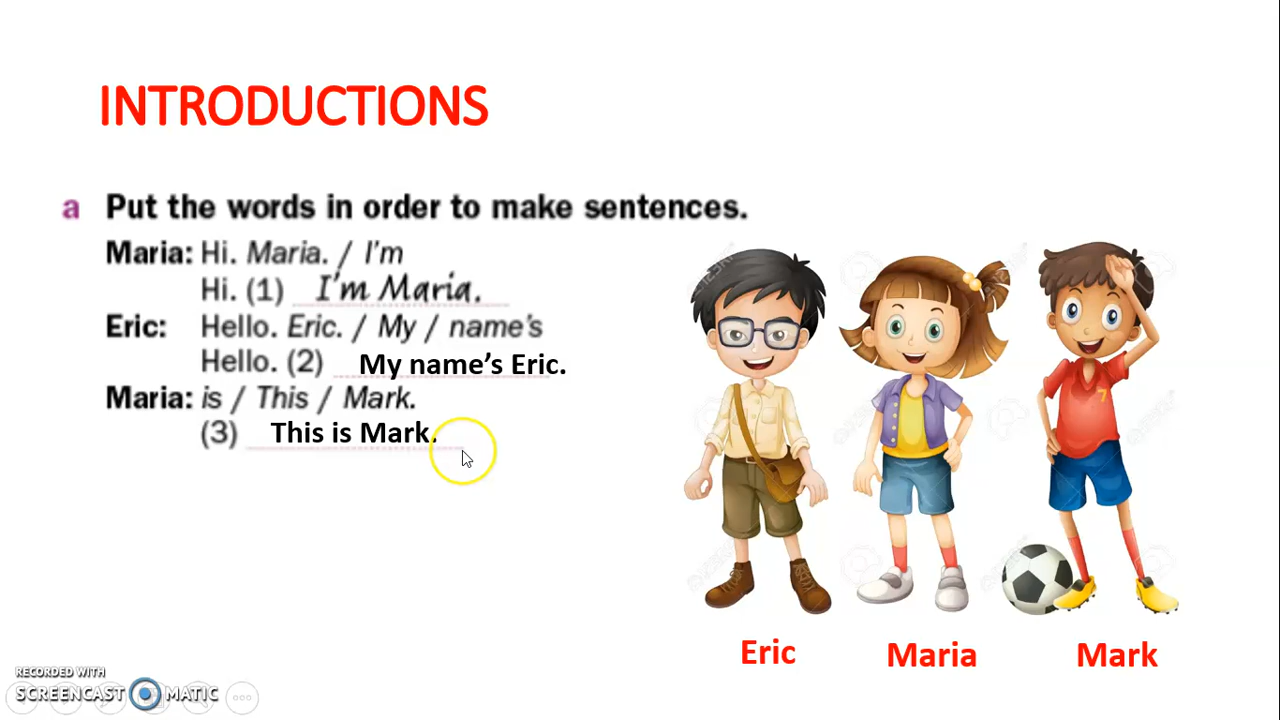 INTRODUCTIONS
a Put the words in order to make sentences.
Maria: Hi. Maria. / I'm
Hi. (1) I'm Maria.
Eric: Hello. Eric. / My / name's
Hello. (2) My name's Eric.
Maria: is / This / Mark.
(3) This is Mark.
7
Eric Maria Mark
RECORDED WITH
SCREENCAST MATIC